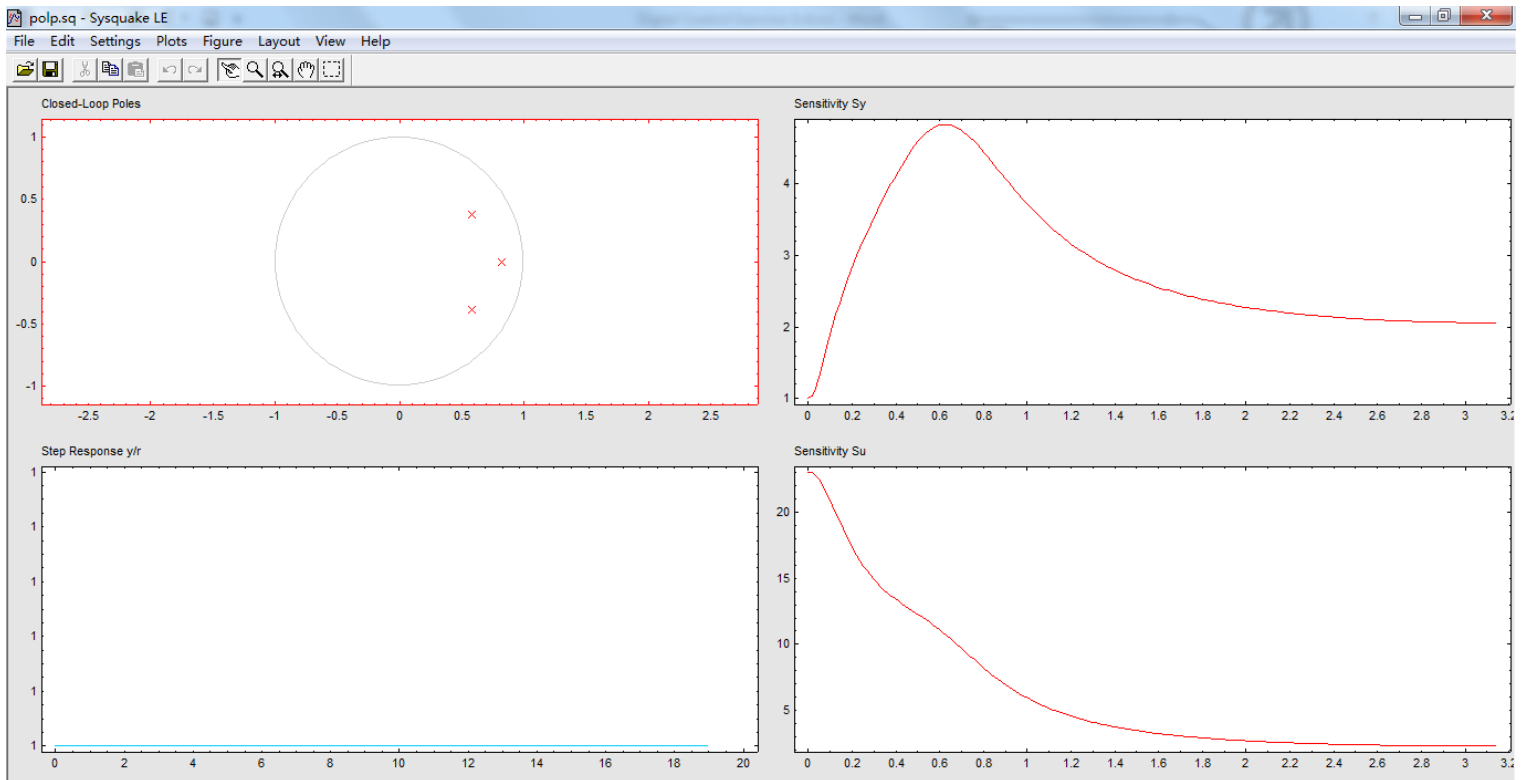 polp.sq - Sysquake LE
File Edit Settings Plots Figure Layout View Help
Closed-Loop Poles
1
0.5
0
-0.5
-1
-2.5 -2 -1.5 -1 -0.5 0 0.5 1 1.5 2 2.5
Sensitivity Sy
4
3
2
1
0 0.2 0.4 0.6 0.8 1 1.2 1.4 1.6 1.8 2 2.2 2.4 2.6 2.8 3 3.2
Step Response y/r
1
1
1
1
1
1
0 2 4 6 8 10 12 14 16 18 20
Sensitivity Su
20
15
10
5
0 0.2 0.4 0.6 0.8 1 1.2 1.4 1.6 1.8 2 2.2 2.4 2.6 2.8 3 3.2